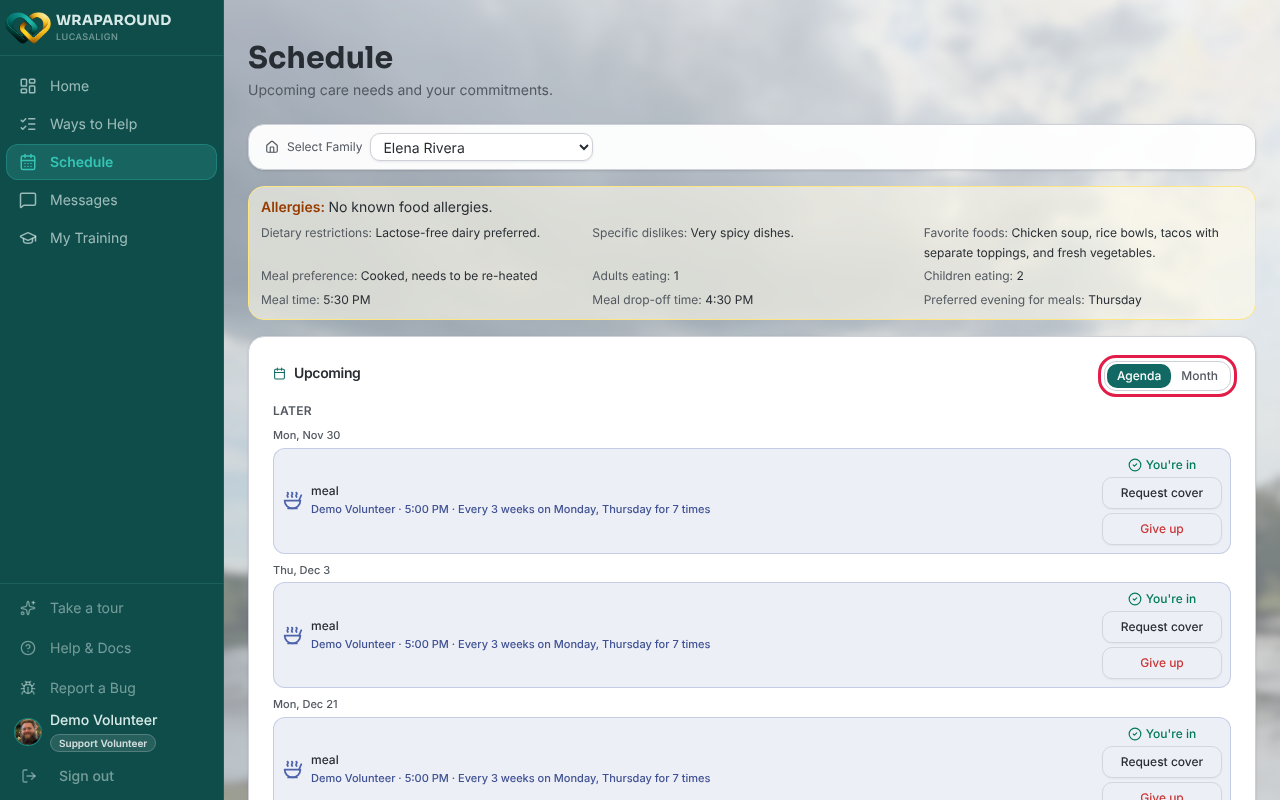 WRAPAROUND
LUCASALIGN
Home
Ways to Help
Schedule
Messages
My Training
Take a tour
Help & Docs
Report a Bug
Demo Volunteer
Support Volunteer
Sign out
Schedule
Upcoming care needs and your commitments.
Select Family
Elena Rivera
Allergies: No known food allergies.
Dietary restrictions: Lactose-free dairy preferred.
Specific dislikes: Very spicy dishes.
Favorite foods: Chicken soup, rice bowls, tacos with
separate toppings, and fresh vegetables.
Meal preference: Cooked, needs to be re-heated
Adults eating: 1
Children eating: 2
Meal time: 5:30 PM
Meal drop-off time: 4:30 PM
Preferred evening for meals: Thursday
Upcoming
Agenda
Month
LATER
Mon, Nov 30
meal
Demo Volunteer · 5:00 PM · Every 3 weeks on Monday, Thursday for 7 times
You're in
Request cover
Give up
Thu, Dec 3
meal
Demo Volunteer · 5:00 PM · Every 3 weeks on Monday, Thursday for 7 times
You're in
Request cover
Give up
Mon, Dec 21
meal
Demo Volunteer · 5:00 PM · Every 3 weeks on Monday, Thursday for 7 times
You're in
Request cover
Give up